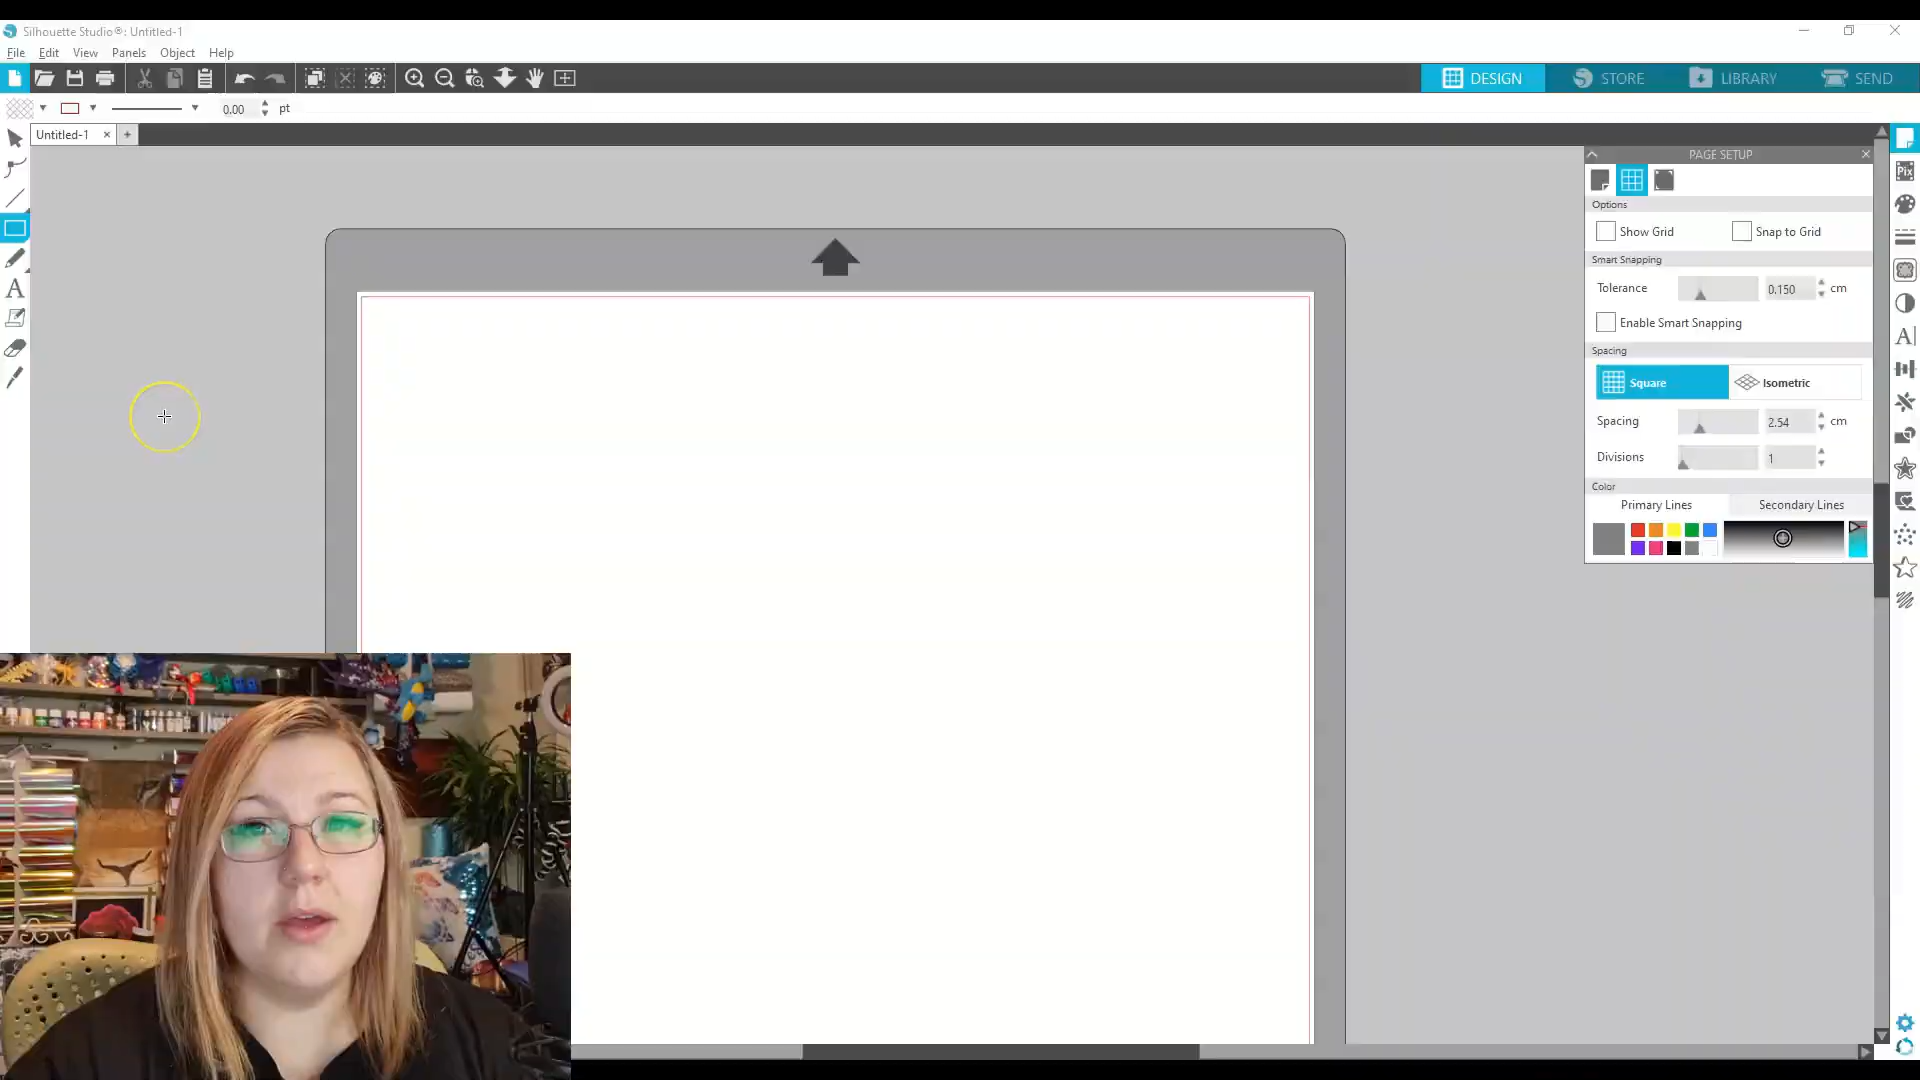 Silhouette Studio®: Untitled-1
File Edit View Panels Object Help
DESIGN STORE LIBRARY SEND
0.00 pt
Untitled-1
PAGE SETUP
Options
Show Grid Snap to Grid
Smart Snapping
Tolerance 0.150 cm
Enable Smart Snapping
Spacing
Square Isometric
Spacing 2.54 cm
Divisions 1
Color
Primary Lines Secondary Lines
Pix
A
A